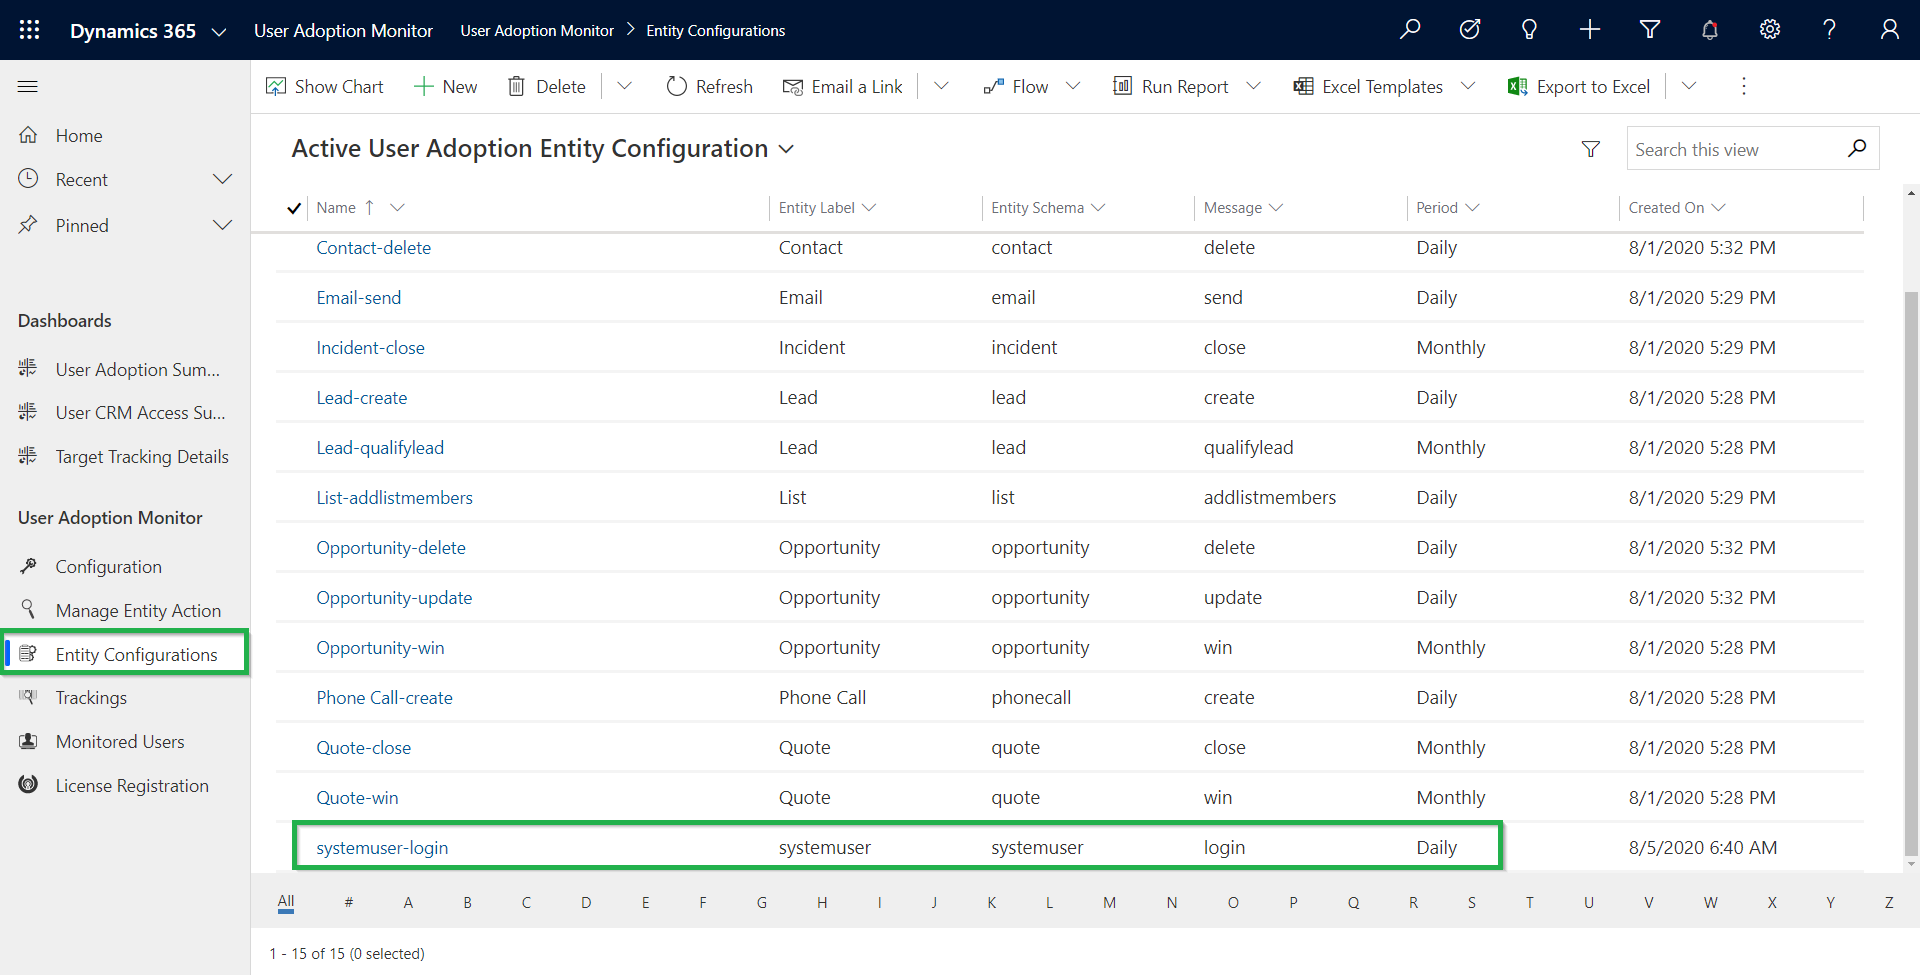 Dynamics 365 User Adoption Monitor User Adoption Monitor > Entity Configurations
Show Chart New Delete Refresh Email a Link Flow Run Report Excel Templates Export to Excel
Home
Recent
Pinned
Dashboards
User Adoption Sum...
User CRM Access Su...
Target Tracking Details
User Adoption Monitor
Configuration
Manage Entity Action
Entity Configurations
Trackings
Monitored Users
License Registration
Active User Adoption Entity Configuration
Search this view
Name Entity Label Entity Schema Message Period Created On
Contact-delete Contact contact delete Daily 8/1/2020 5:32 PM
Email-send Email email send Daily 8/1/2020 5:29 PM
Incident-close Incident incident close Monthly 8/1/2020 5:29 PM
Lead-create Lead lead create Daily 8/1/2020 5:28 PM
Lead-qualifylead Lead lead qualifylead Monthly 8/1/2020 5:28 PM
List-addlistmembers List list addlistmembers Daily 8/1/2020 5:29 PM
Opportunity-delete Opportunity opportunity delete Daily 8/1/2020 5:32 PM
Opportunity-update Opportunity opportunity update Daily 8/1/2020 5:32 PM
Opportunity-win Opportunity opportunity win Monthly 8/1/2020 5:28 PM
Phone Call-create Phone Call phonecall create Daily 8/1/2020 5:28 PM
Quote-close Quote quote close Monthly 8/1/2020 5:28 PM
Quote-win Quote quote win Monthly 8/1/2020 5:28 PM
systemuser-login systemuser systemuser login Daily 8/5/2020 6:40 AM
All # A B C D E F G H I J K L M N O P Q R S T U V W X Y Z
1 - 15 of 15 (0 selected)